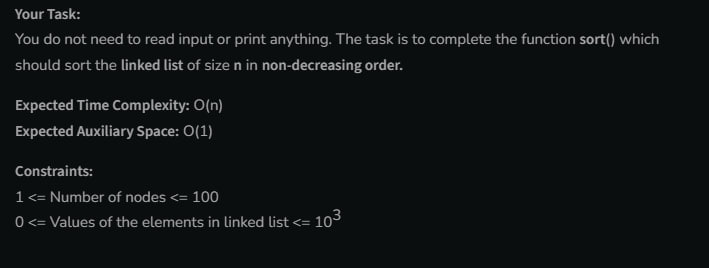 Your Task:
You do not need to read input or print anything. The task is to complete the function sort() which
should sort the linked list of size n in non-decreasing order.
Expected Time Complexity: O(n)
Expected Auxiliary Space: O(1)
Constraints:
1 <= Number of nodes <= 100
0 <= Values of the elements in linked list <= 10³